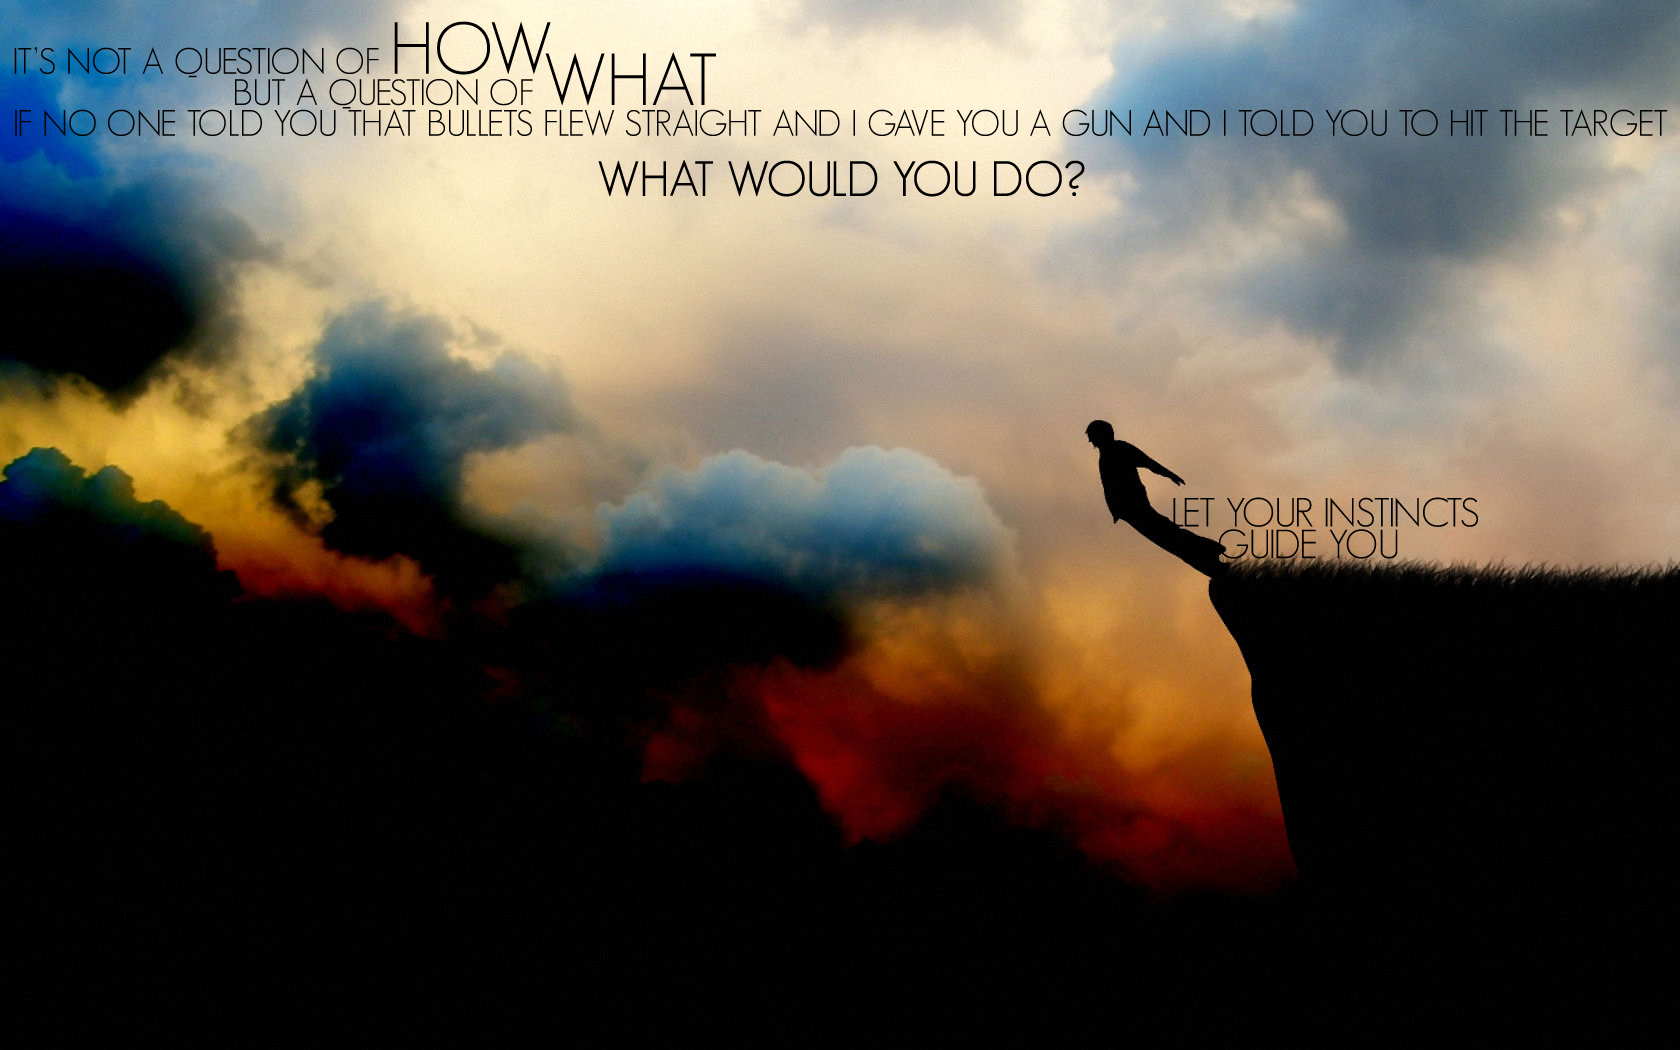 IT'S NOT A QUESTION OF HOW
BUT A QUESTION OF WHAT
IF NO ONE TOLD YOU THAT BULLETS FLEW STRAIGHT AND I GAVE YOU A GUN AND I TOLD YOU TO HIT THE TARGET
WHAT WOULD YOU DO?
LET YOUR INSTINCTS
GUIDE YOU